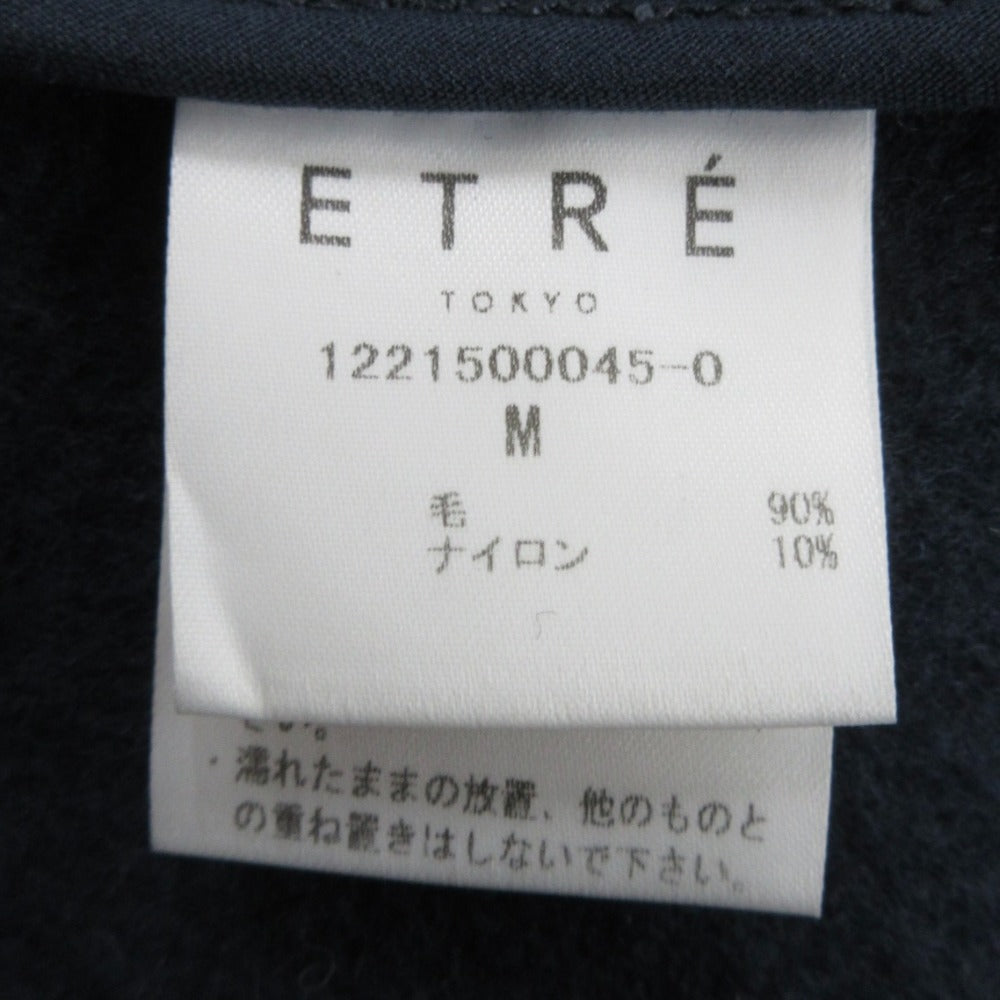 ETRÉ
TOKYO
1221500045-0
M
毛 90%
ナイロン 10%
・濡れたままの放置、他のものと
の重ね置きはしないで下さい。